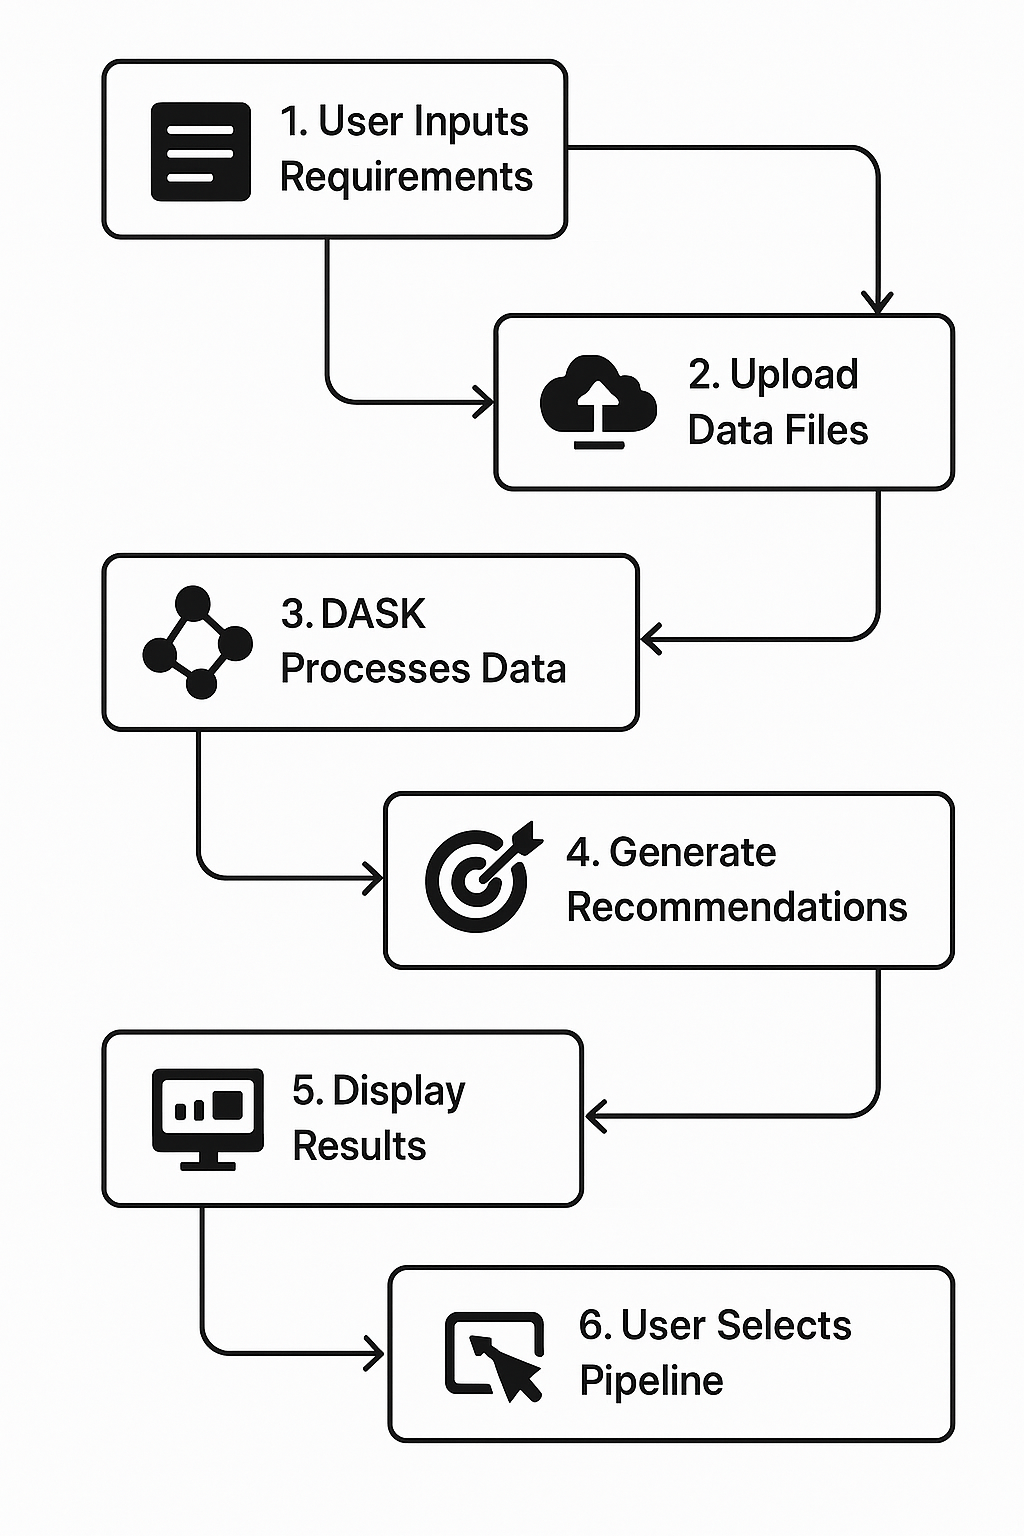 1. User Inputs
Requirements
2. Upload
Data Files
3. DASK
Processes Data
4. Generate
Recommendations
5. Display
Results
6. User Selects
Pipeline